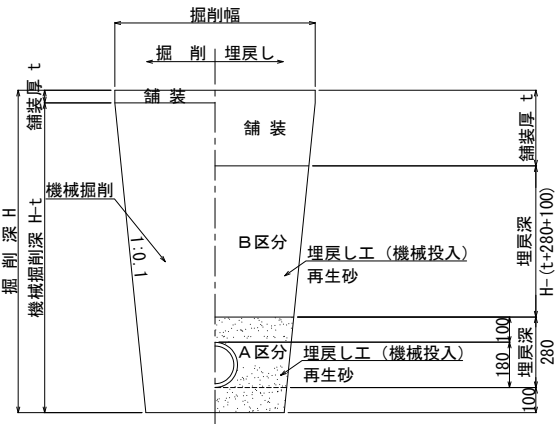 掘削幅
掘 削 埋戻し
舗装厚 t
舗 装
舗 装
舗装厚 t
掘 削 深 H
機械掘削深 H-t
機械掘削
1:0.1
B区分
埋戻し工（機械投入）
再生砂
埋戻深
H-(t+280+100)
A区分
埋戻し工（機械投入）
再生砂
100
180
埋戻深
280
100